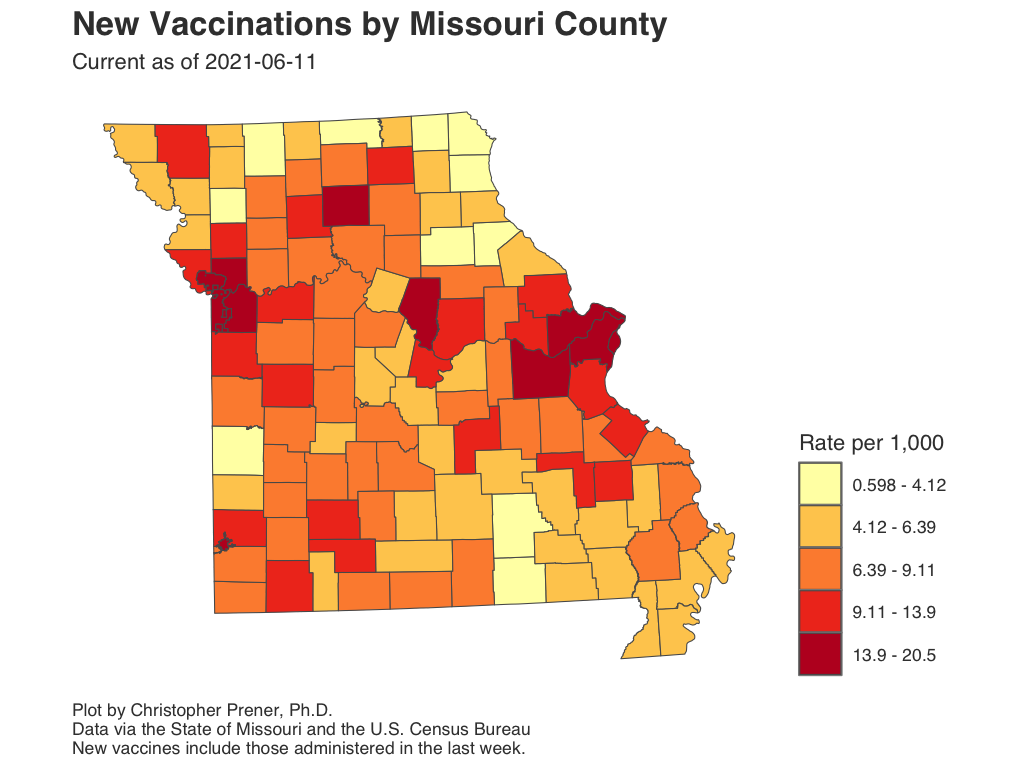 New Vaccinations by Missouri County
Current as of 2021-06-11
Rate per 1,000
0.598 - 4.12
4.12 - 6.39
6.39 - 9.11
9.11 - 13.9
13.9 - 20.5
Plot by Christopher Prener, Ph.D.
Data via the State of Missouri and the U.S. Census Bureau
New vaccines include those administered in the last week.